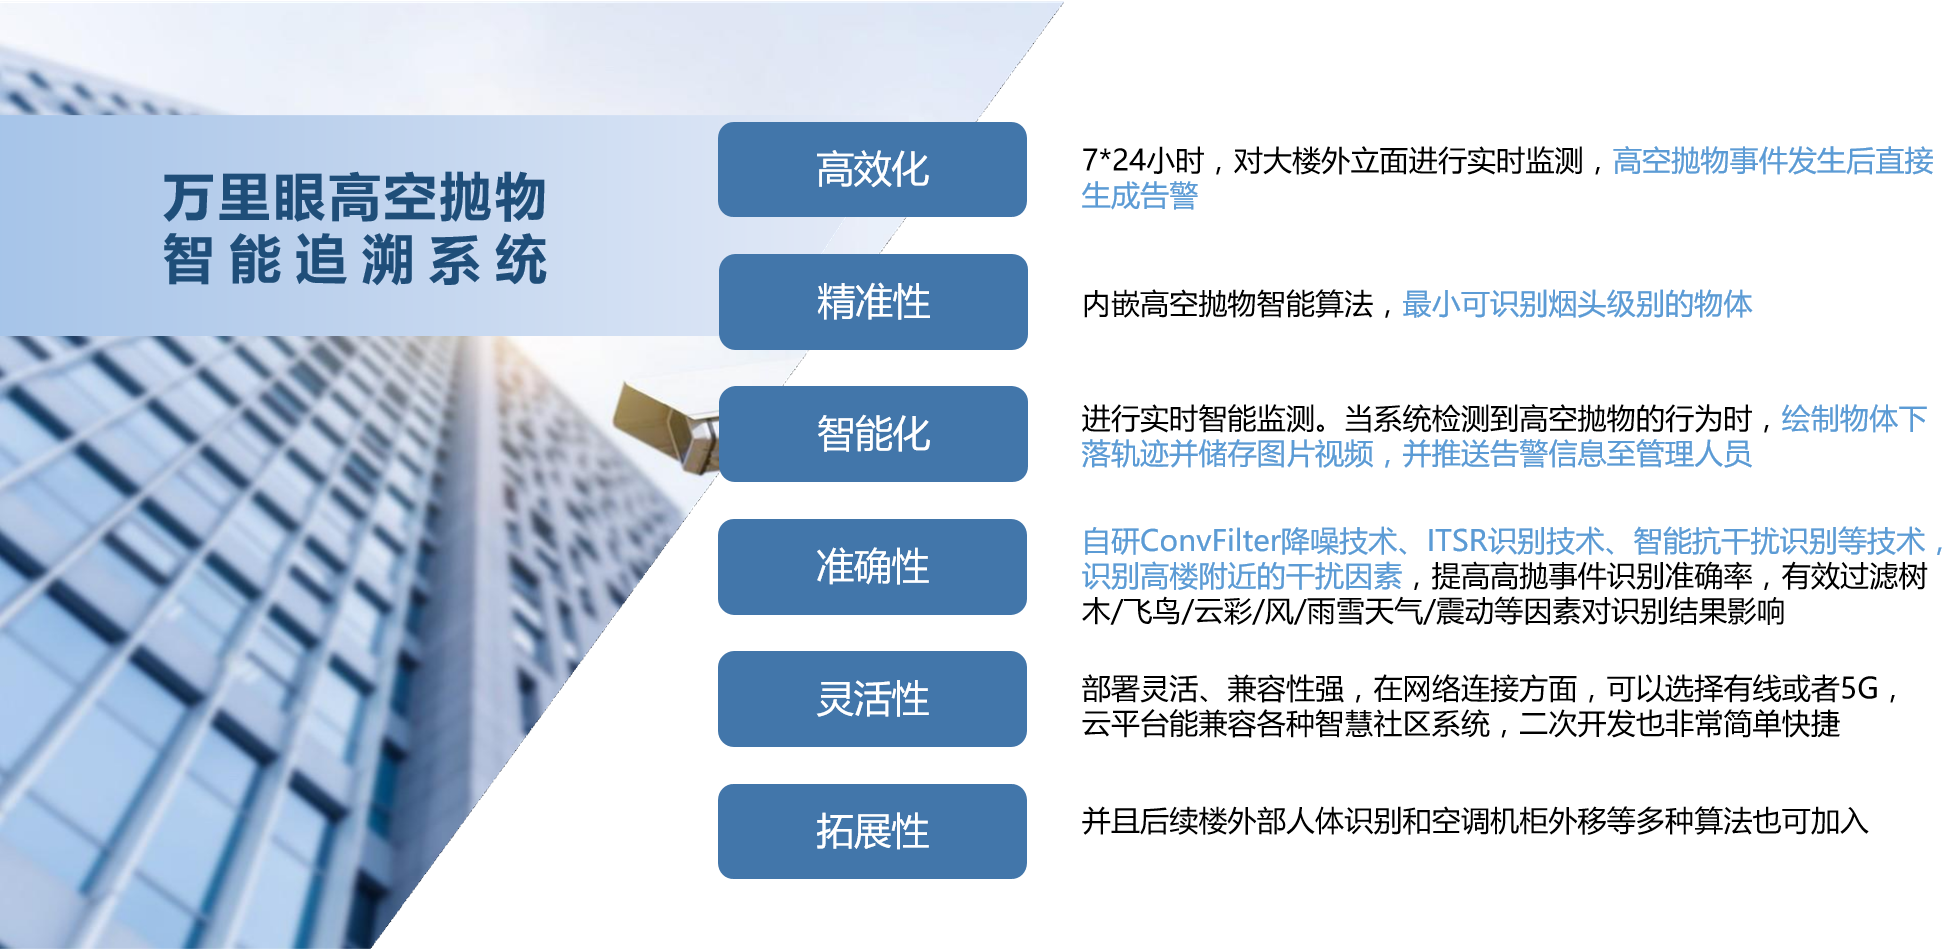 万里眼高空抛物
智能追溯系统
高效化
7*24小时，对大楼外立面进行实时监测，高空抛物事件发生后直接
生成告警
精准性
内嵌高空抛物智能算法，最小可识别烟头级别的物体
智能化
进行实时智能监测。当系统检测到高空抛物的行为时，绘制物体下
落轨迹并储存图片视频，并推送告警信息至管理人员
准确性
自研ConvFilter降噪技术、ITSR识别技术、智能抗干扰识别等技术，
识别高楼附近的干扰因素，提高高抛事件识别准确率，有效过滤树
木/飞鸟/云彩/风/雨雪天气/震动等因素对识别结果影响
灵活性
部署灵活、兼容性强，在网络连接方面，可以选择有线或者5G，
云平台能兼容各种智慧社区系统，二次开发也非常简单快捷
拓展性
并且后续楼外部人体识别和空调机柜外移等多种算法也可加入